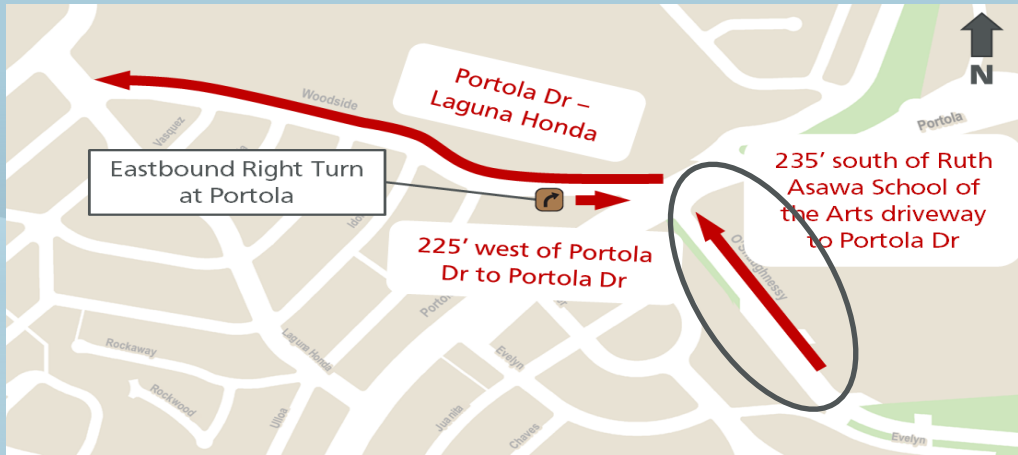 N
Portola Dr –
Laguna Honda
Woodside
Vasquez
Portola
Eastbound Right Turn
at Portola
235' south of Ruth
Asawa School of
the Arts driveway
to Portola Dr
225' west of Portola
Dr to Portola Dr
O'Shaughnessy
Laguna Honda
Rockaway
Rockwood
Ulloa
Evelyn
Juanita
Chaves
Evelyn